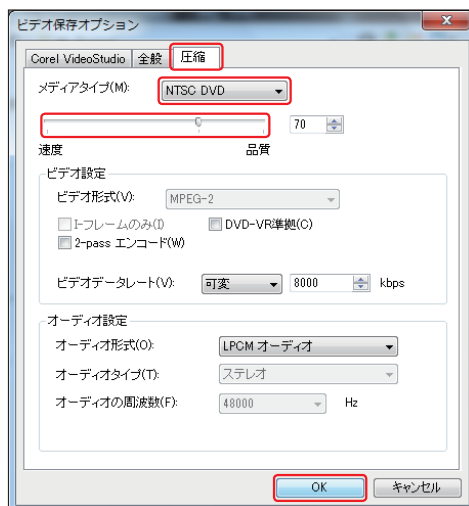 ビデオ保存オプション
Corel VideoStudio 全般 圧縮
メディアタイプ(M): NTSC DVD
70
速度 品質
ビデオ設定
ビデオ形式(V): MPEG-2
I-フレームのみ(I) DVD-VR準拠(C)
2-pass エンコード(W)
ビデオデータレート(V): 可変 8000 kbps
オーディオ設定
オーディオ形式(O): LPCM オーディオ
オーディオタイプ(T): ステレオ
オーディオの周波数(F): 48000 Hz
OK キャンセル